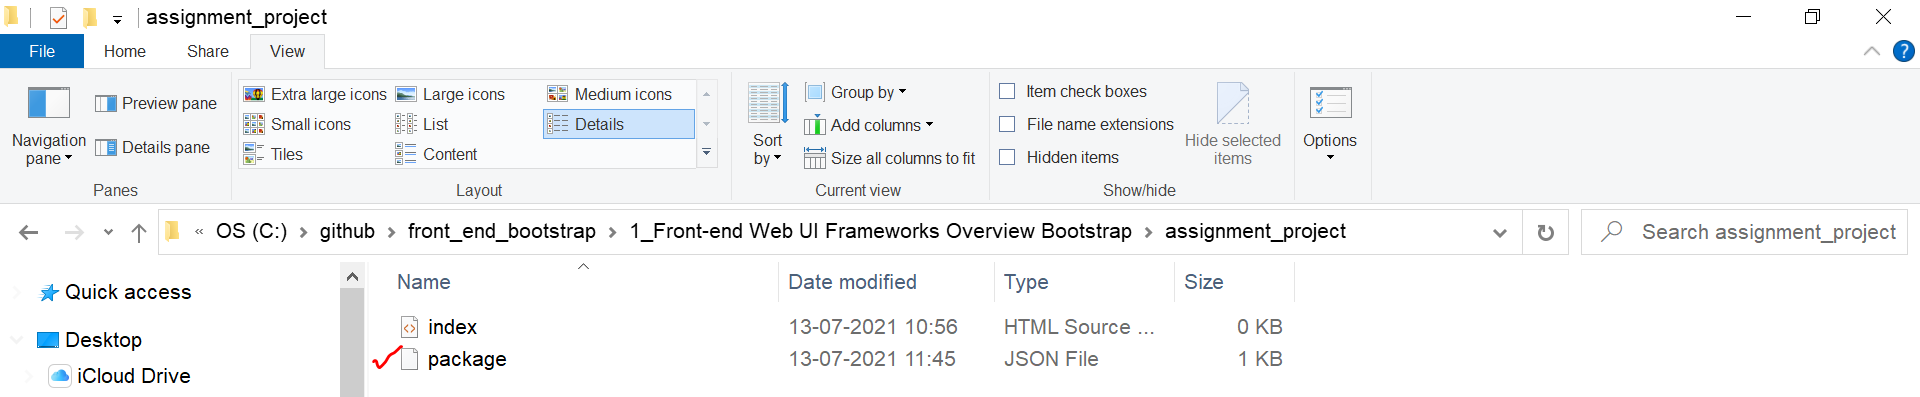 assignment_project
File Home Share View
Navigation pane
Preview pane
Details pane
Panes
Extra large icons Large icons Medium icons
Small icons List Details
Tiles Content
Layout
Sort by
Group by
Add columns
Size all columns to fit
Current view
Item check boxes
File name extensions
Hidden items
Hide selected items
Show/hide
Options
« OS (C:) › github › front_end_bootstrap › 1_Front-end Web UI Frameworks Overview Bootstrap › assignment_project
Search assignment_project
Quick access
Desktop
iCloud Drive
Name Date modified Type Size
index 13-07-2021 10:56 HTML Source ... 0 KB
package 13-07-2021 11:45 JSON File 1 KB